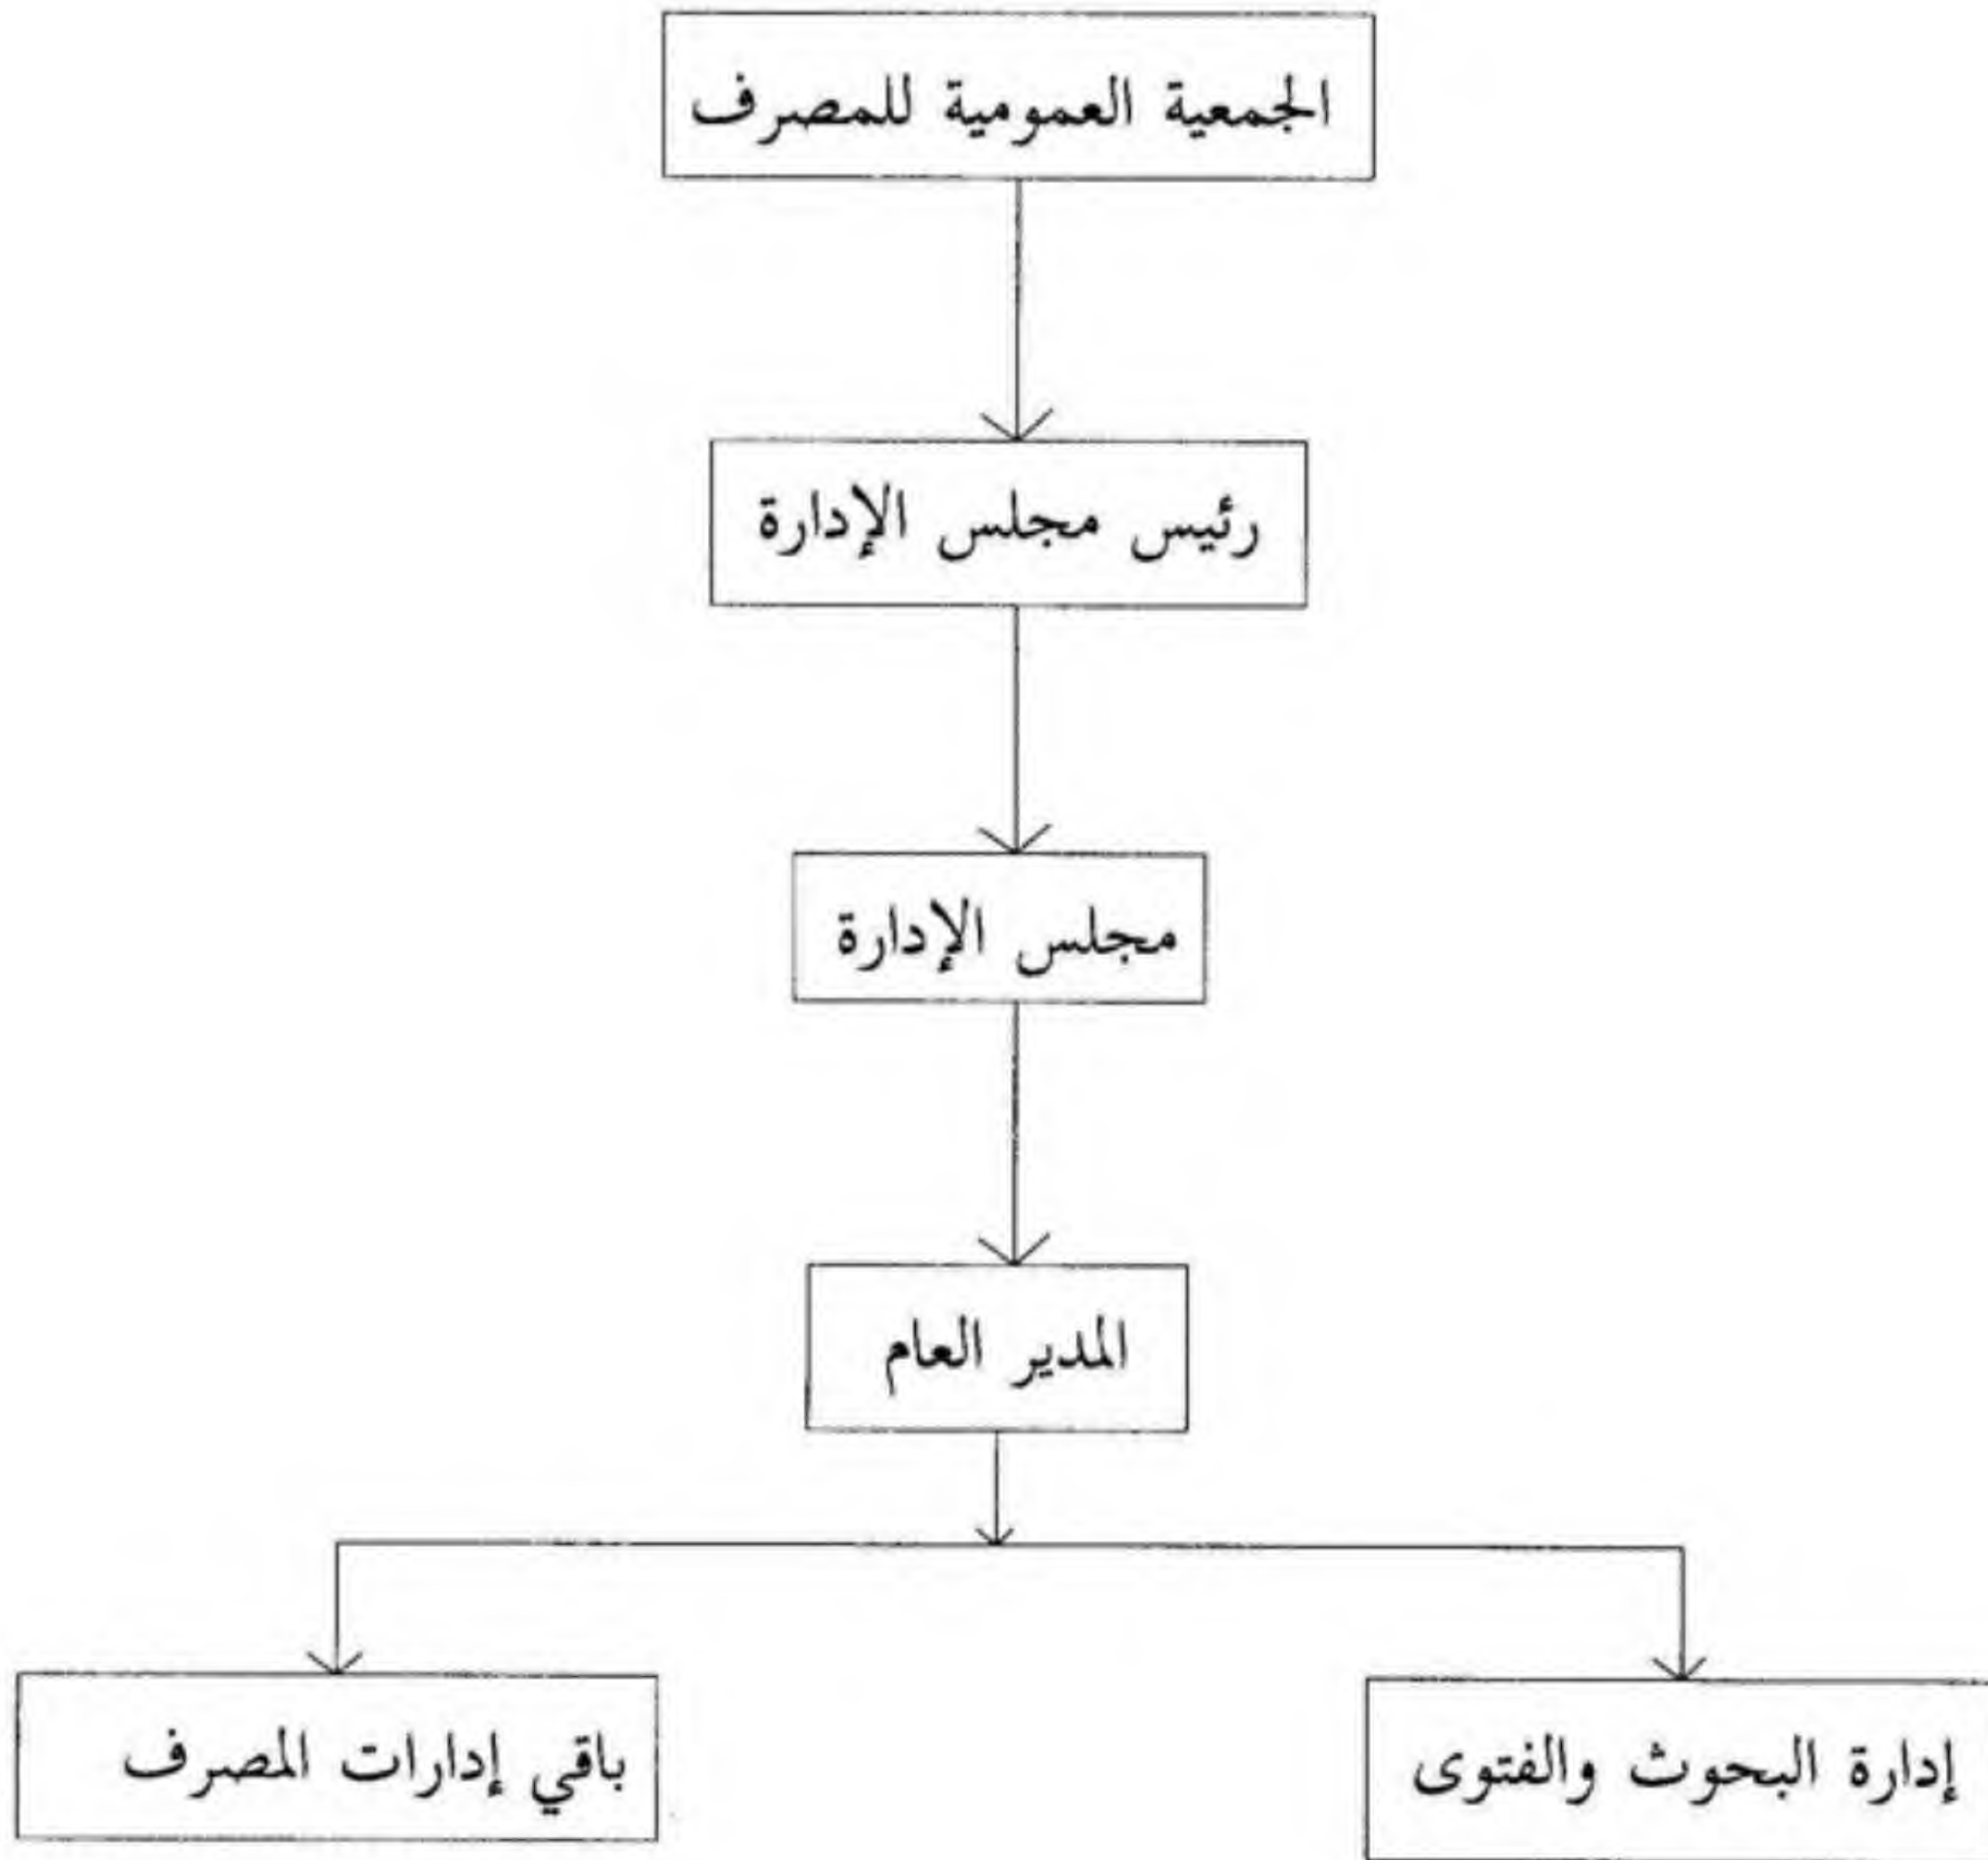 الجمعية العمومية للمصرف
رئيس مجلس الإدارة
مجلس الإدارة
المدير العام
إدارة البحوث والفتوى
باقي إدارات المصرف